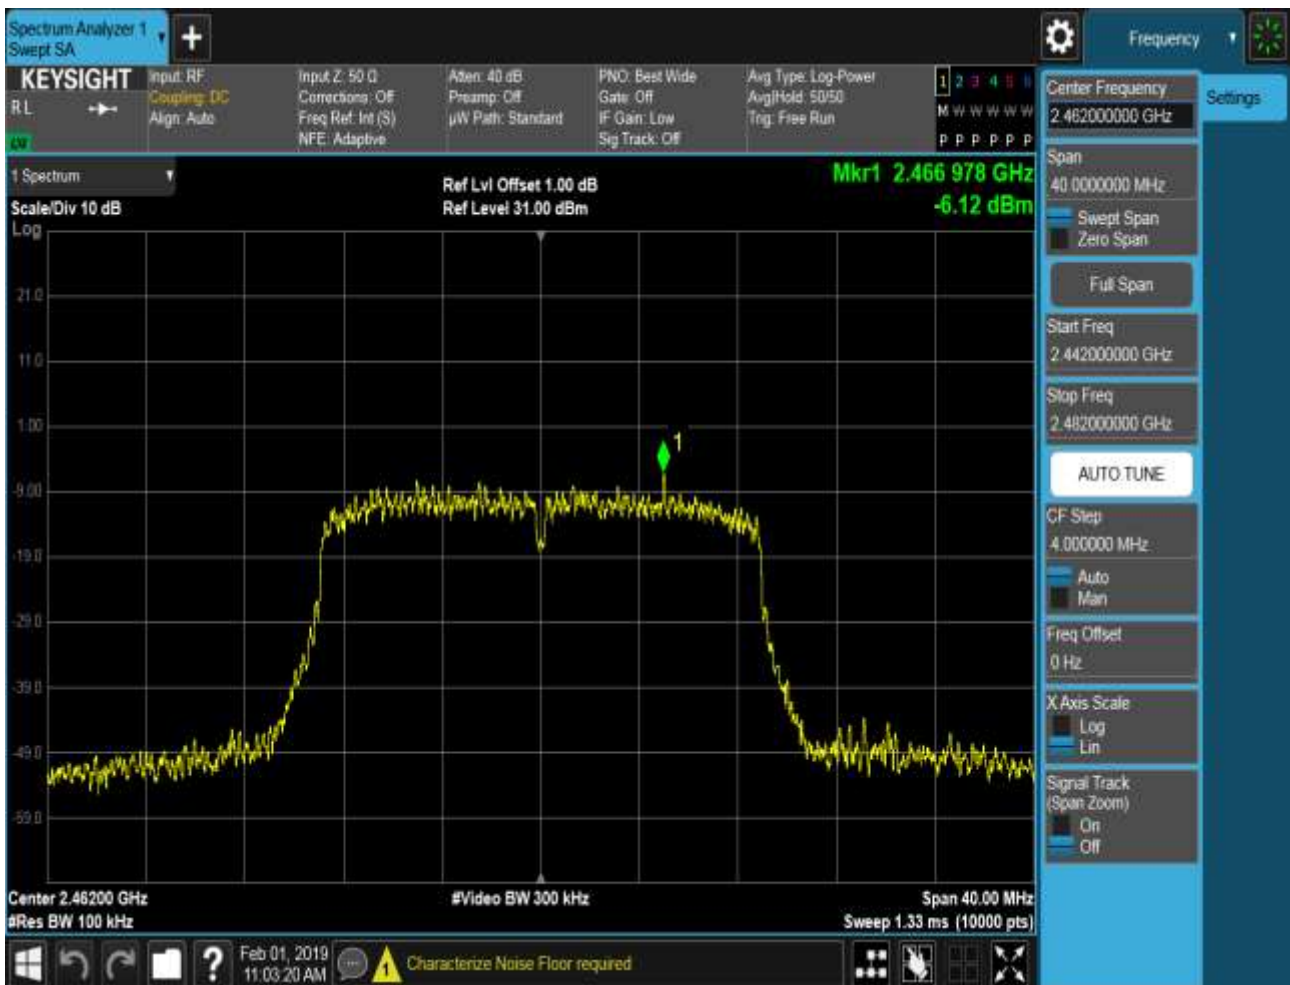 Spectrum Analyzer 1
Swept SA
+
Frequency
KEYSIGHT
R L
Input: RF
Coupling: DC
Align: Auto
Input Z: 50 Ω
Corrections: Off
Freq Ref: Int (S)
NFE: Adaptive
Atten: 40 dB
Preamp: Off
µW Path: Standard
PNO: Best Wide
Gate: Off
IF Gain: Low
Sig Track: Off
Avg Type: Log-Power
Avg|Hold: 50/50
Trig: Free Run
1 2 3 4 5 6
M W W W W W
P P P P P P
1 Spectrum
Scale/Div 10 dB
Log
Ref Lvl Offset 1.00 dB
Ref Level 31.00 dBm
Mkr1 2.466 978 GHz
-6.12 dBm
21.0
11.0
1.00
-9.00
-19.0
-29.0
-39.0
-49.0
-59.0
1
Center 2.46200 GHz
#Res BW 100 kHz
#Video BW 300 kHz
Span 40.00 MHz
Sweep 1.33 ms (10000 pts)
Center Frequency
2.462000000 GHz
Settings
Span
40.0000000 MHz
Swept Span
Zero Span
Full Span
Start Freq
2.442000000 GHz
Stop Freq
2.482000000 GHz
AUTO TUNE
CF Step
4.000000 MHz
Auto
Man
Freq Offset
0 Hz
X Axis Scale
Log
Lin
Signal Track
(Span Zoom)
On
Off
?
Feb 01, 2019
11:03:20 AM
1
Characterize Noise Floor required